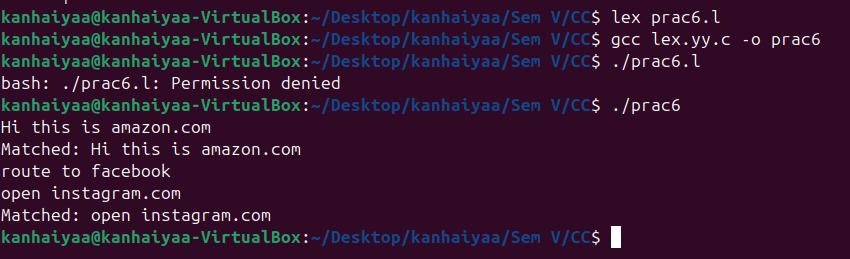 kanhaiyaa@kanhaiyaa-VirtualBox:~/Desktop/kanhaiyaa/Sem V/CC$ lex prac6.l
kanhaiyaa@kanhaiyaa-VirtualBox:~/Desktop/kanhaiyaa/Sem V/CC$ gcc lex.yy.c -o prac6
kanhaiyaa@kanhaiyaa-VirtualBox:~/Desktop/kanhaiyaa/Sem V/CC$ ./prac6.l
bash: ./prac6.l: Permission denied
kanhaiyaa@kanhaiyaa-VirtualBox:~/Desktop/kanhaiyaa/Sem V/CC$ ./prac6
Hi this is amazon.com
Matched: Hi this is amazon.com
route to facebook
open instagram.com
Matched: open instagram.com
kanhaiyaa@kanhaiyaa-VirtualBox:~/Desktop/kanhaiyaa/Sem V/CC$